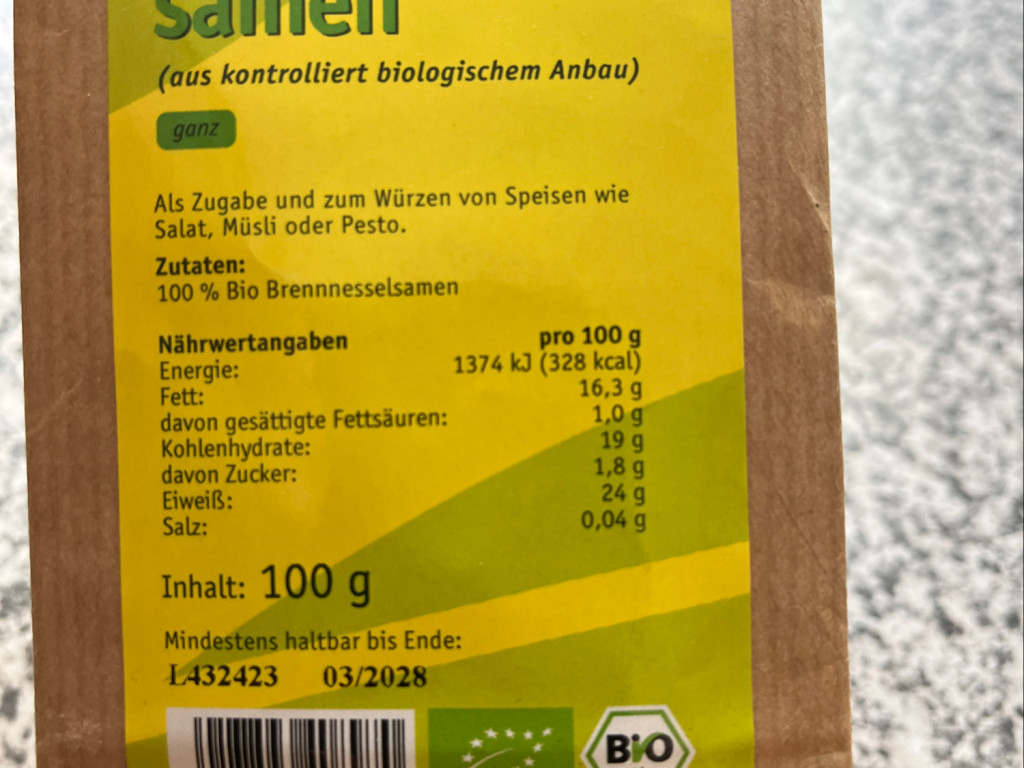 samen
(aus kontrolliert biologischem Anbau)
ganz
Als Zugabe und zum Würzen von Speisen wie
Salat, Müsli oder Pesto.
Zutaten:
100 % Bio Brennnesselsamen
Nährwertangaben pro 100 g
Energie: 1374 kJ (328 kcal)
Fett: 16,3 g
davon gesättigte Fettsäuren: 1,0 g
Kohlenhydrate: 19 g
davon Zucker: 1,8 g
Eiweiß: 24 g
Salz: 0,04 g
Inhalt: 100 g
Mindestens haltbar bis Ende:
L432423 03/2028
BiO